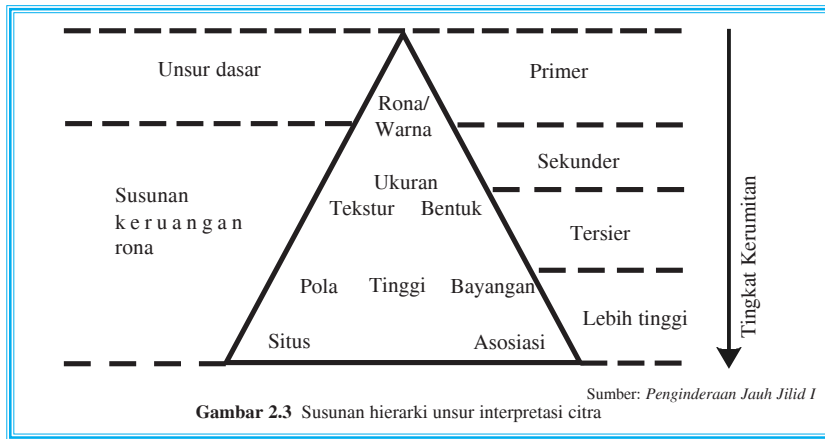 Unsur dasar
Primer
Rona/
Warna
Sekunder
Ukuran
Tekstur Bentuk
Susunan
keruangan
rona
Tersier
Pola Tinggi Bayangan
Lebih tinggi
Situs Asosiasi
Tingkat Kerumitan
Sumber: Penginderaan Jauh Jilid I
Gambar 2.3 Susunan hierarki unsur interpretasi citra